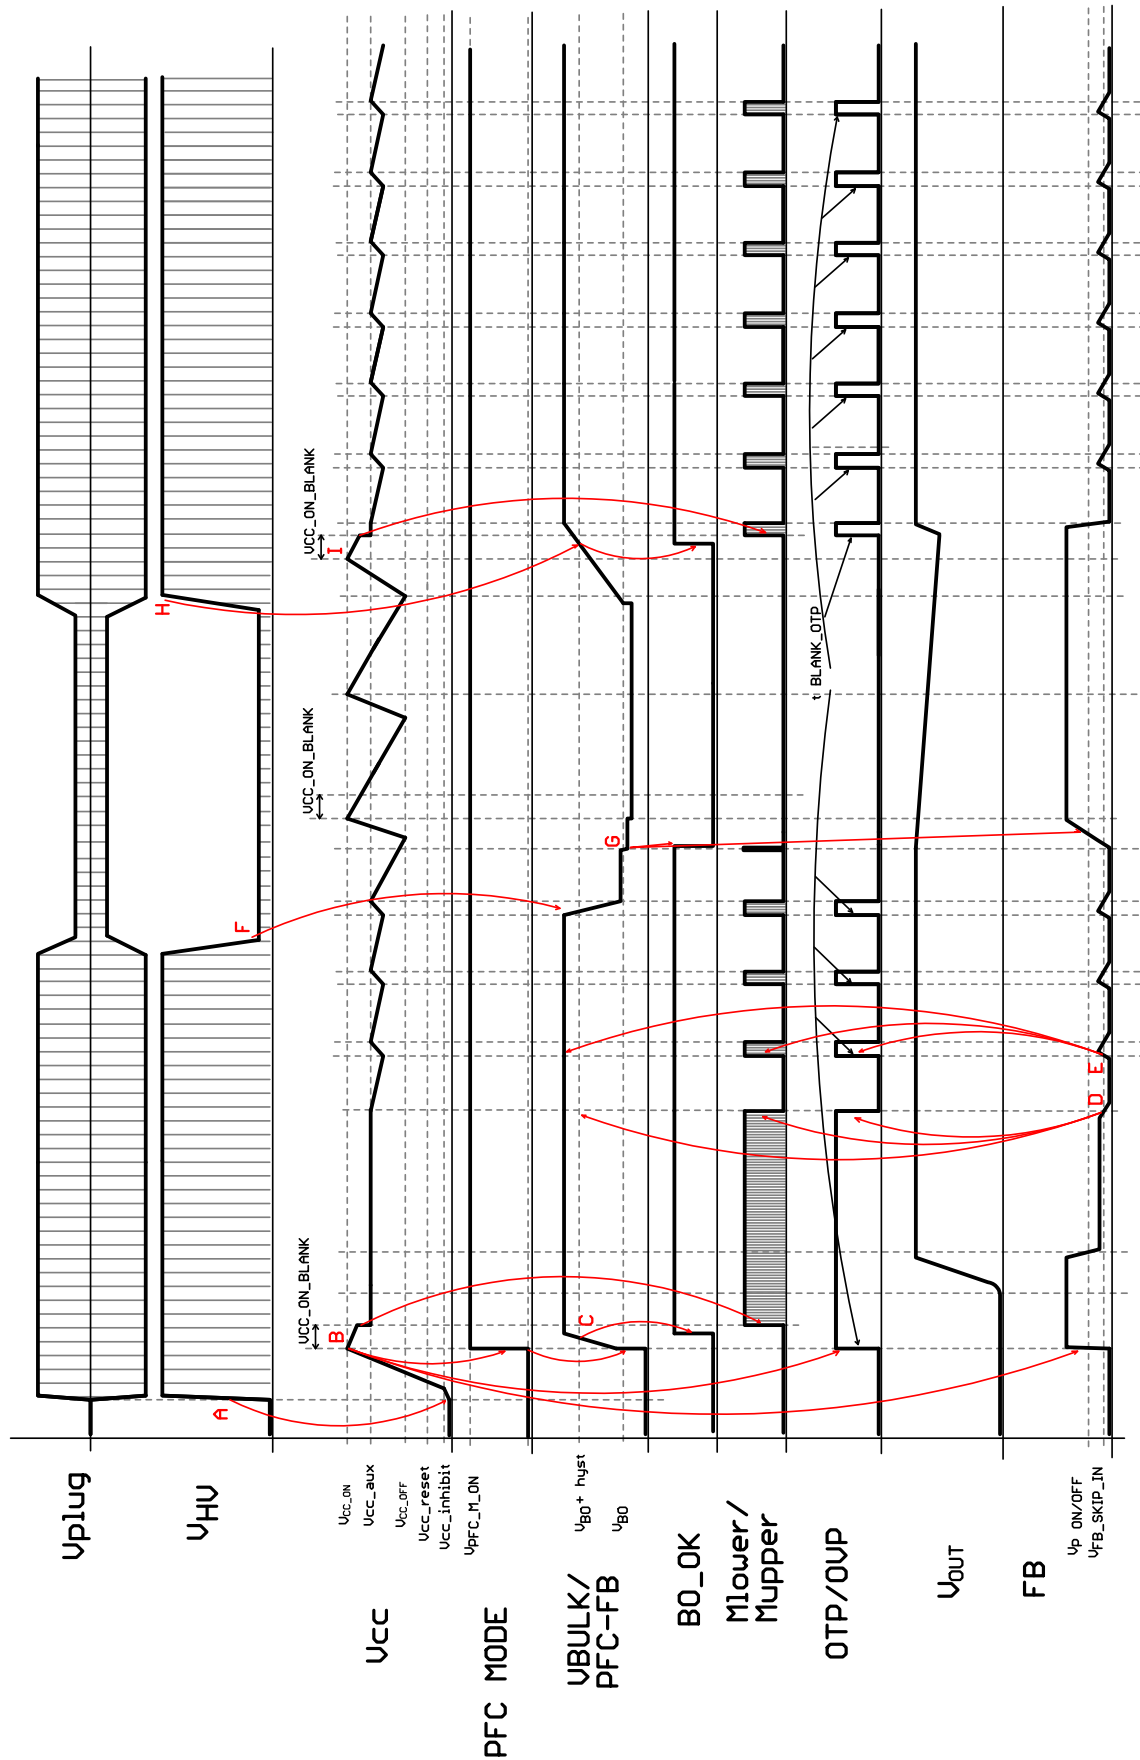 Vplug
VHV
VCC_ON
Vcc_aux
VCC_OFF
Vcc_reset
Vcc_inhibit
Vcc
VPFC_M_ON
PFC MODE
VBO+ hyst
VBO
VBULK/
PFC-FB
BO_OK
Mlower/
Mupper
OTP/OVP
VOUT
VP ON/OFF
VFB_SKIP_IN
FB
A
B
VCC_ON_BLANK
C
D
E
F
G
VCC_ON_BLANK
t BLANK_OTP
H
I
VCC_ON_BLANK